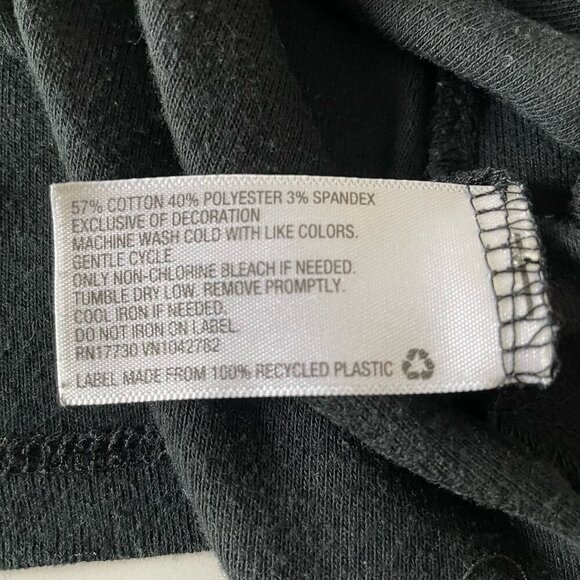 57% COTTON 40% POLYESTER 3% SPANDEX
EXCLUSIVE OF DECORATION
MACHINE WASH COLD WITH LIKE COLORS.
GENTLE CYCLE
ONLY NON-CHLORINE BLEACH IF NEEDED.
TUMBLE DRY LOW. REMOVE PROMPTLY.
COOL IRON IF NEEDED.
DO NOT IRON ON LABEL.
RN17730 VN1042782
LABEL MADE FROM 100% RECYCLED PLASTIC